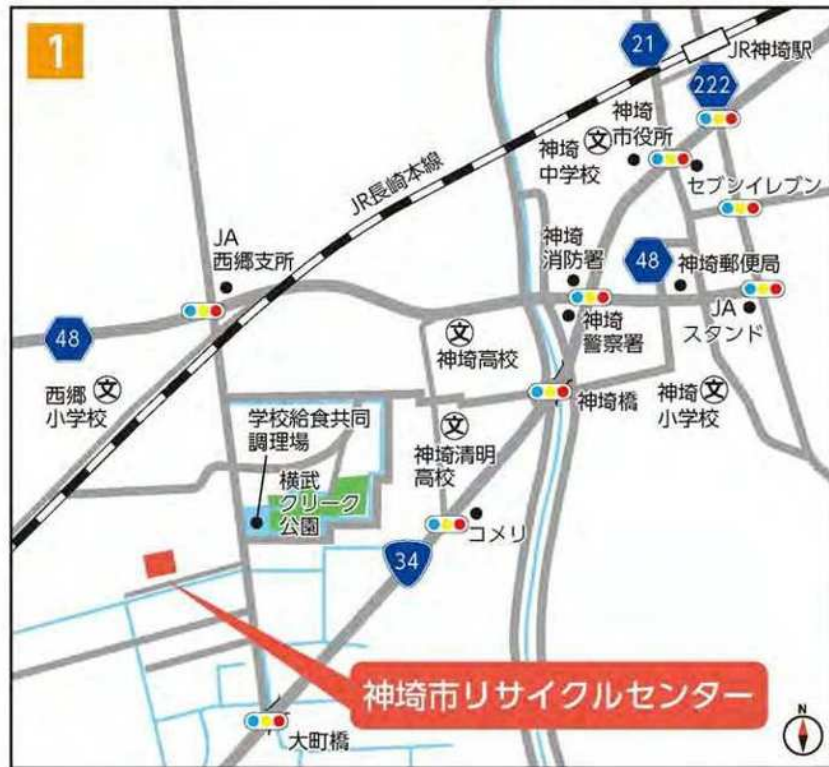 1
21
JR神埼駅
222
神埼
市役所
神埼
中学校
セブンイレブン
JR長崎本線
JA
西郷支所
神埼
消防署
48
神埼郵便局
JA
スタンド
48
神埼高校
神埼
警察署
西郷
小学校
文
文
文
文
文
神埼橋
神埼
小学校
学校給食共同
調理場
神埼清明
高校
横武
クリーク
公園
コメリ
34
神埼市リサイクルセンター
大町橋
N